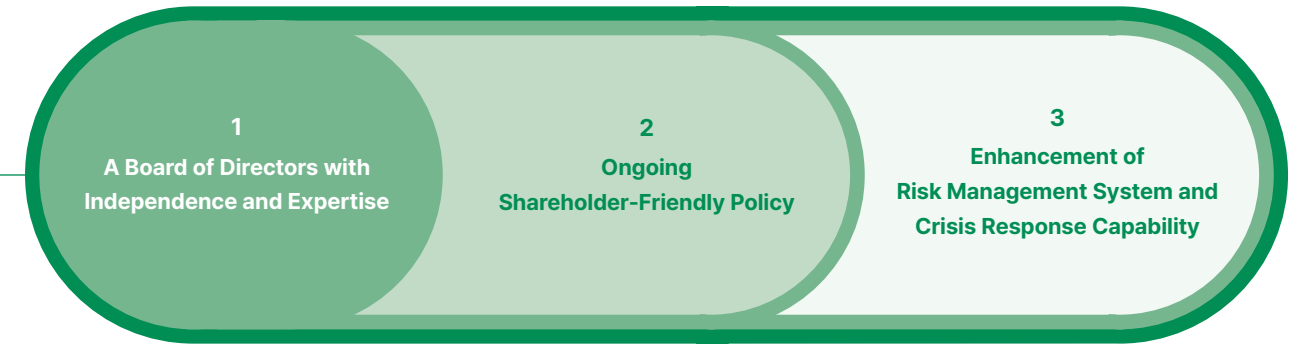 1
A Board of Directors with
Independence and Expertise
2
Ongoing
Shareholder-Friendly Policy
3
Enhancement of
Risk Management System and
Crisis Response Capability